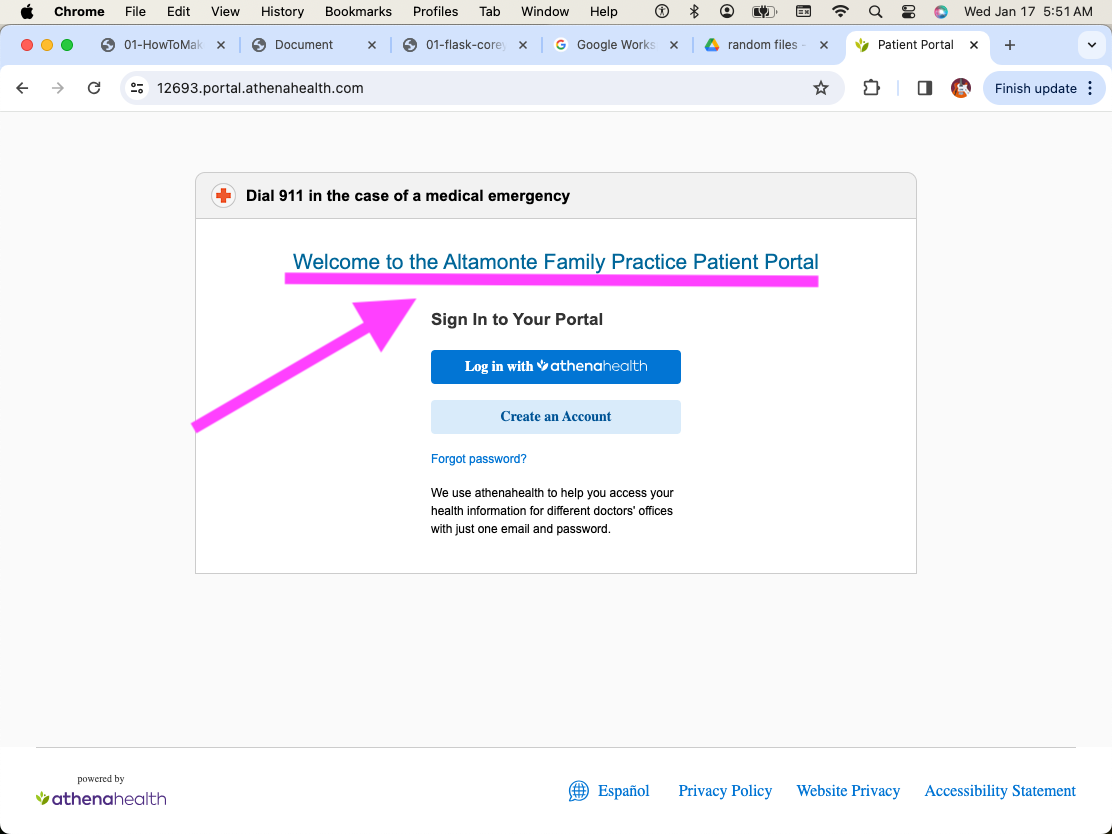 Chrome File Edit View History Bookmarks Profiles Tab Window Help Wed Jan 17 5:51 AM
01-HowToMak Document 01-flask-corey Google Works random files - Patient Portal
12693.portal.athenahealth.com Finish update
Dial 911 in the case of a medical emergency
Welcome to the Altamonte Family Practice Patient Portal
Sign In to Your Portal
Log in with athenahealth
Create an Account
Forgot password?
We use athenahealth to help you access your
health information for different doctors' offices
with just one email and password.
powered by
athenahealth
Español Privacy Policy Website Privacy Accessibility Statement